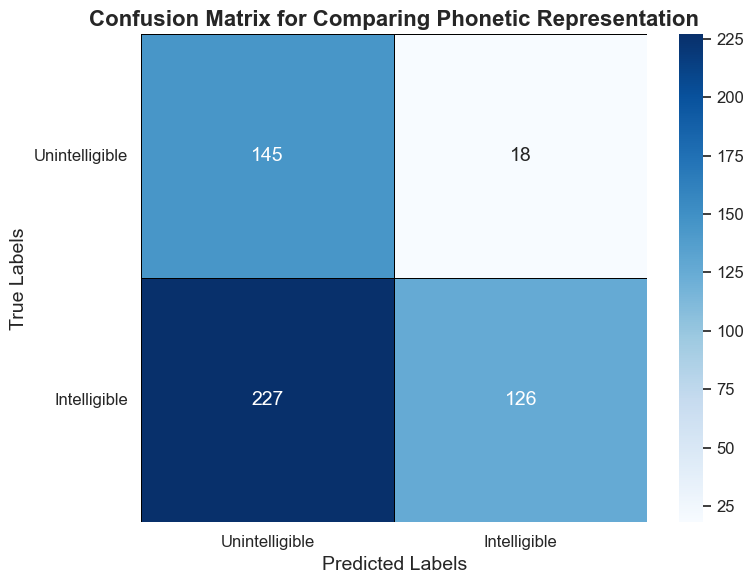 Confusion Matrix for Comparing Phonetic Representation
True Labels
Unintelligible
145
18
Intelligible
227
126
Unintelligible
Intelligible
Predicted Labels
225
200
175
150
125
100
75
50
25